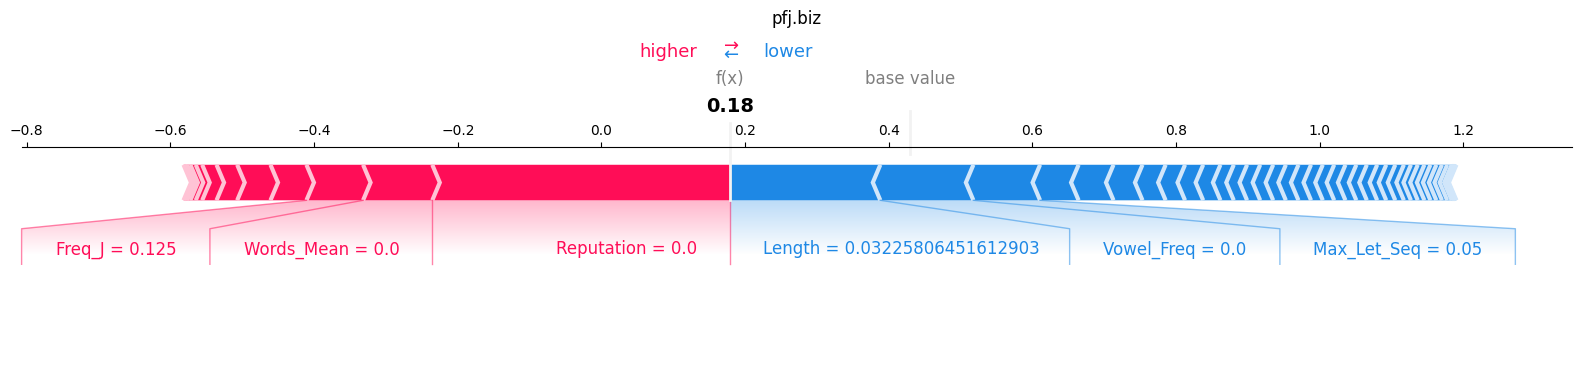 pfj.biz
higher ⇄ lower
f(x) base value
0.18
−0.8 −0.6 −0.4 −0.2 0.0 0.2 0.4 0.6 0.8 1.0 1.2
Freq_J = 0.125 Words_Mean = 0.0 Reputation = 0.0 Length = 0.03225806451612903 Vowel_Freq = 0.0 Max_Let_Seq = 0.05